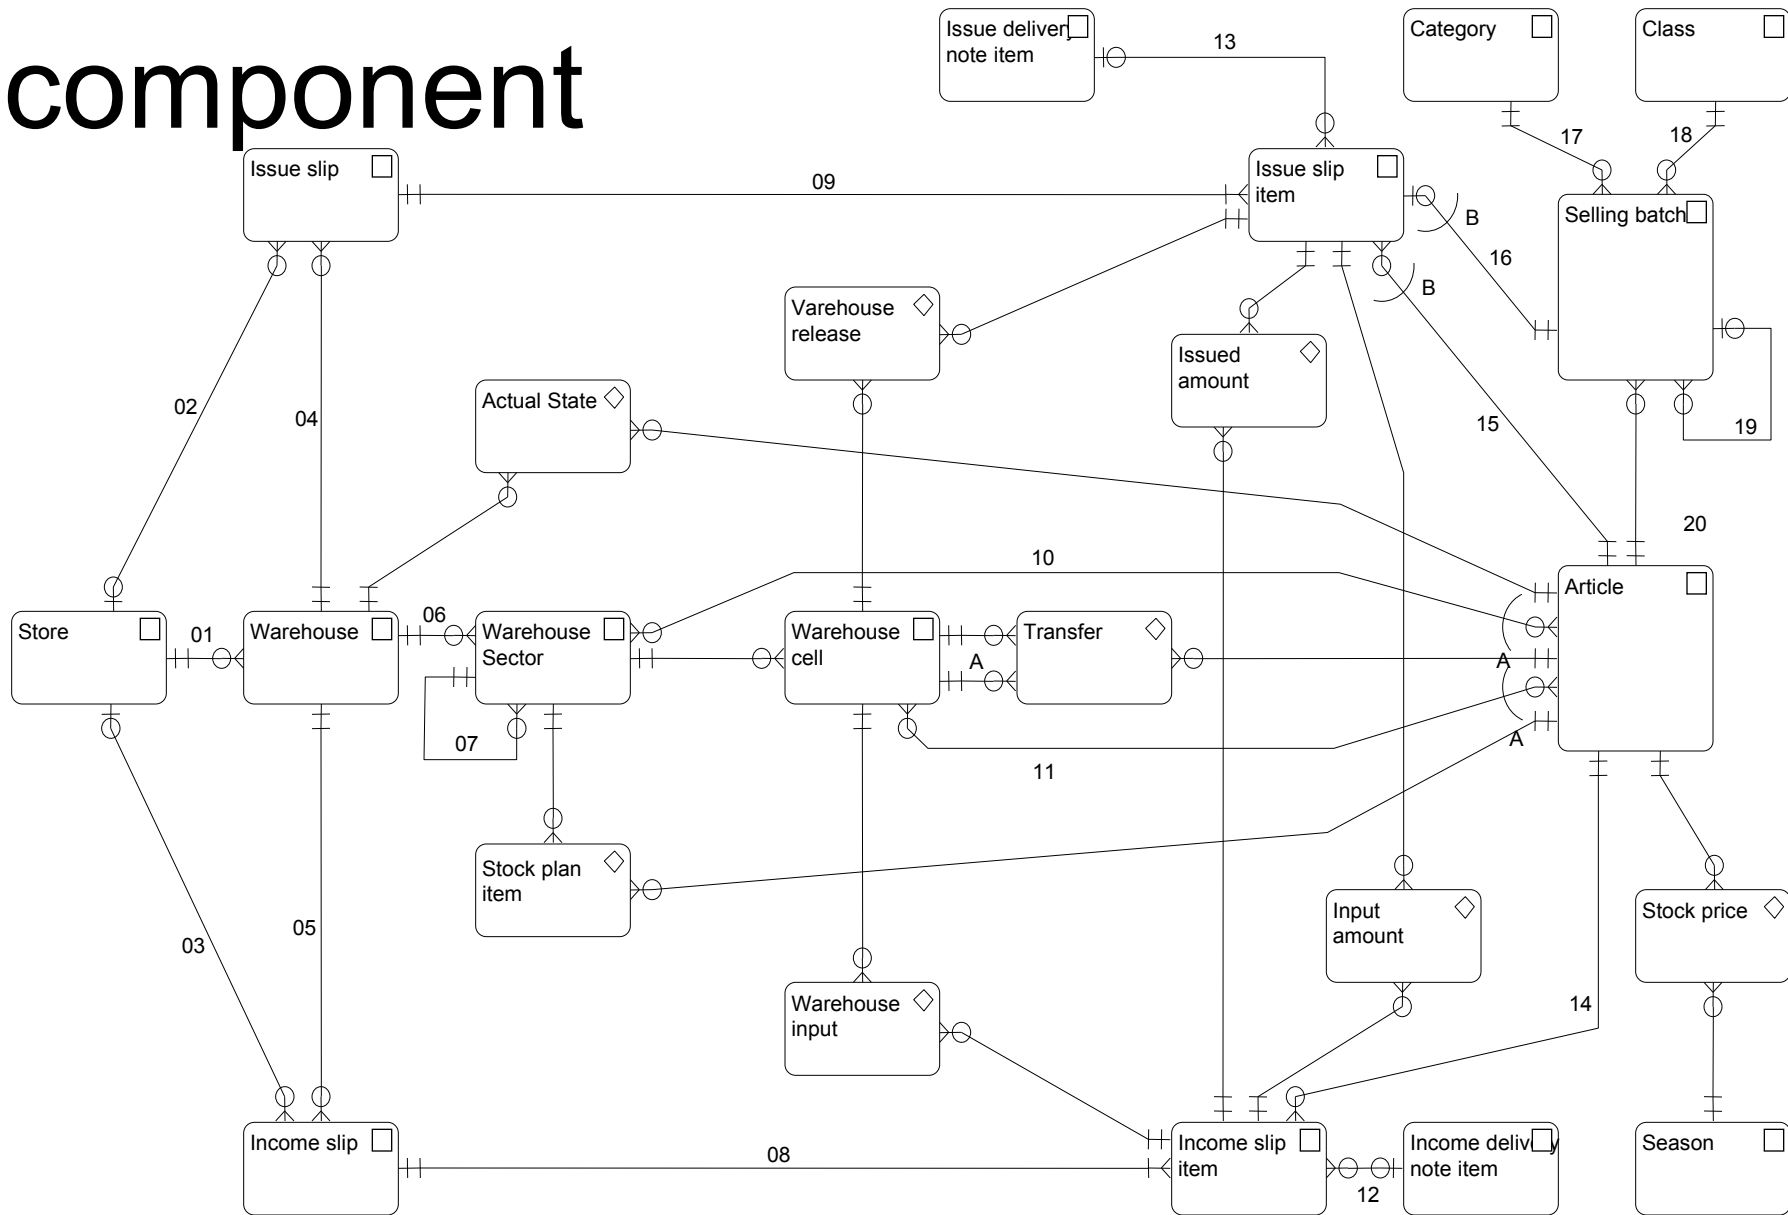 component
Issue delivery
note item
13
Category
Class
17
18
Issue slip
09
Issue slip
item
B
Selling batch
16
B
Varehouse
release
Issued
amount
02
04
Actual State
15
19
20
10
Article
Store
01
Warehouse
06
Warehouse
Sector
Warehouse
cell
A
Transfer
A
07
11
A
Stock plan
item
03
05
Input
amount
Stock price
Warehouse
input
14
Income slip
08
Income slip
item
12
Income delivery
note item
Season